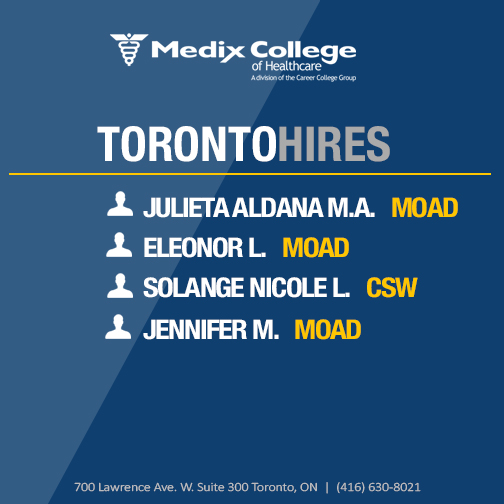 Medix College
of Healthcare
A division of the Career College Group
TORONTOHIRES
JULIETA ALDANA M.A. MOAD
ELEONOR L. MOAD
SOLANGE NICOLE L. CSW
JENNIFER M. MOAD
700 Lawrence Ave. W. Suite 300 Toronto, ON | (416) 630-8021